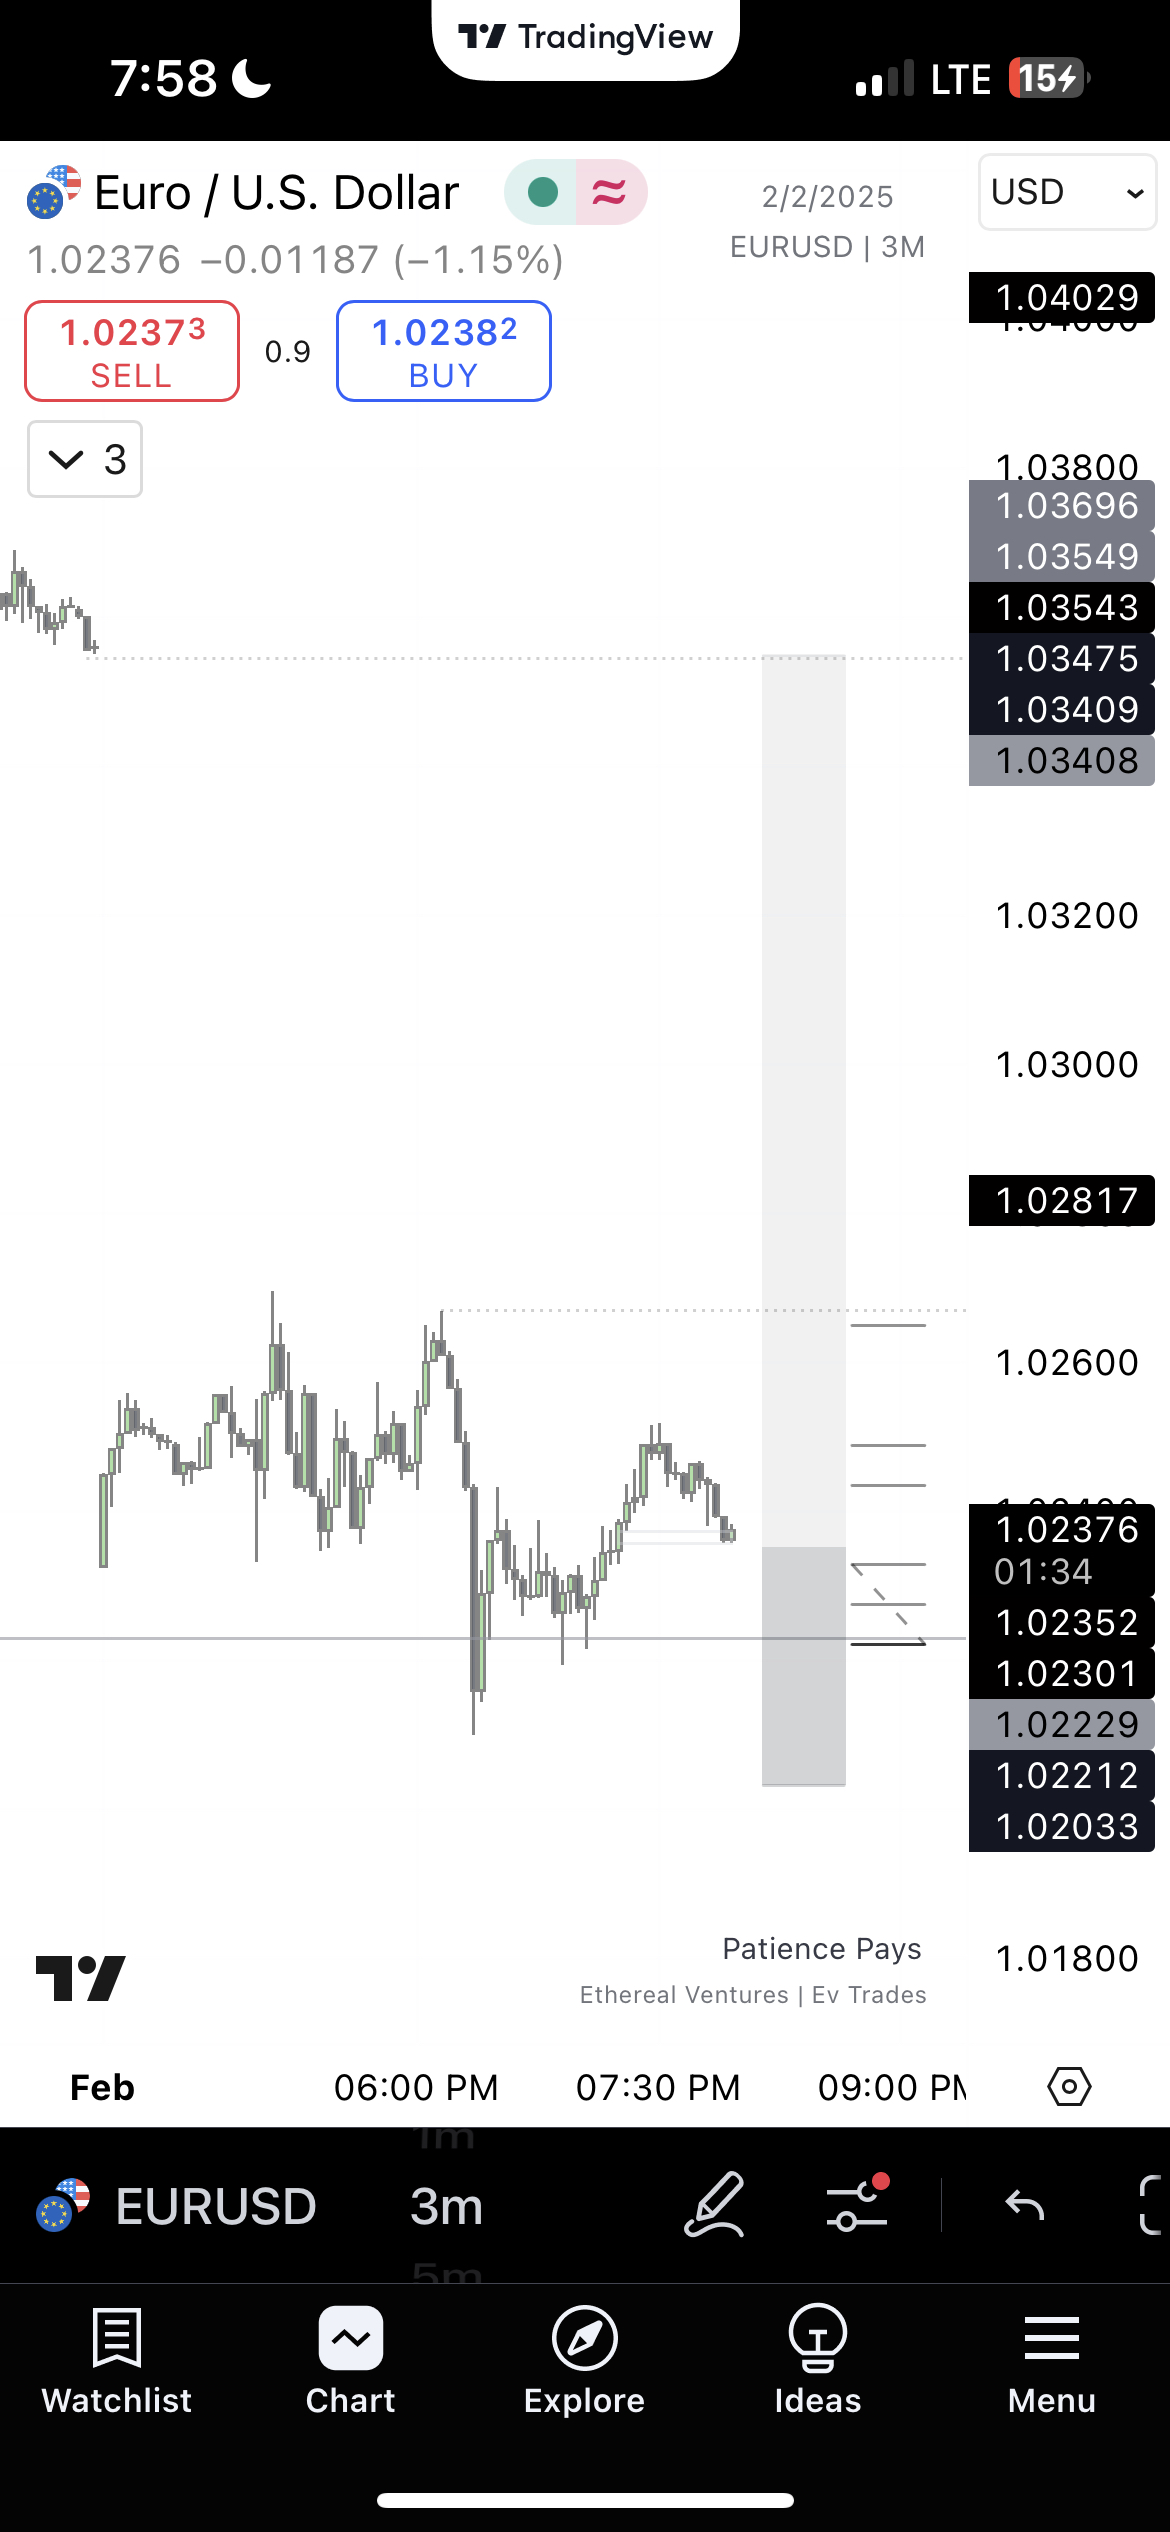 TradingView
7:58
LTE 15
Euro / U.S. Dollar
2/2/2025
USD
1.02376 −0.01187 (−1.15%)
EURUSD | 3M
1.02373
SELL
0.9
1.02382
BUY
3
1.04029
1.03800
1.03696
1.03549
1.03543
1.03475
1.03409
1.03408
1.03200
1.03000
1.02817
1.02600
1.02376
01:34
1.02352
1.02301
1.02229
1.02212
1.02033
1.01800
Patience Pays
Ethereal Ventures | Ev Trades
Feb 06:00 PM 07:30 PM 09:00 PM
1m
EURUSD 3m
5m
Watchlist Chart Explore Ideas Menu